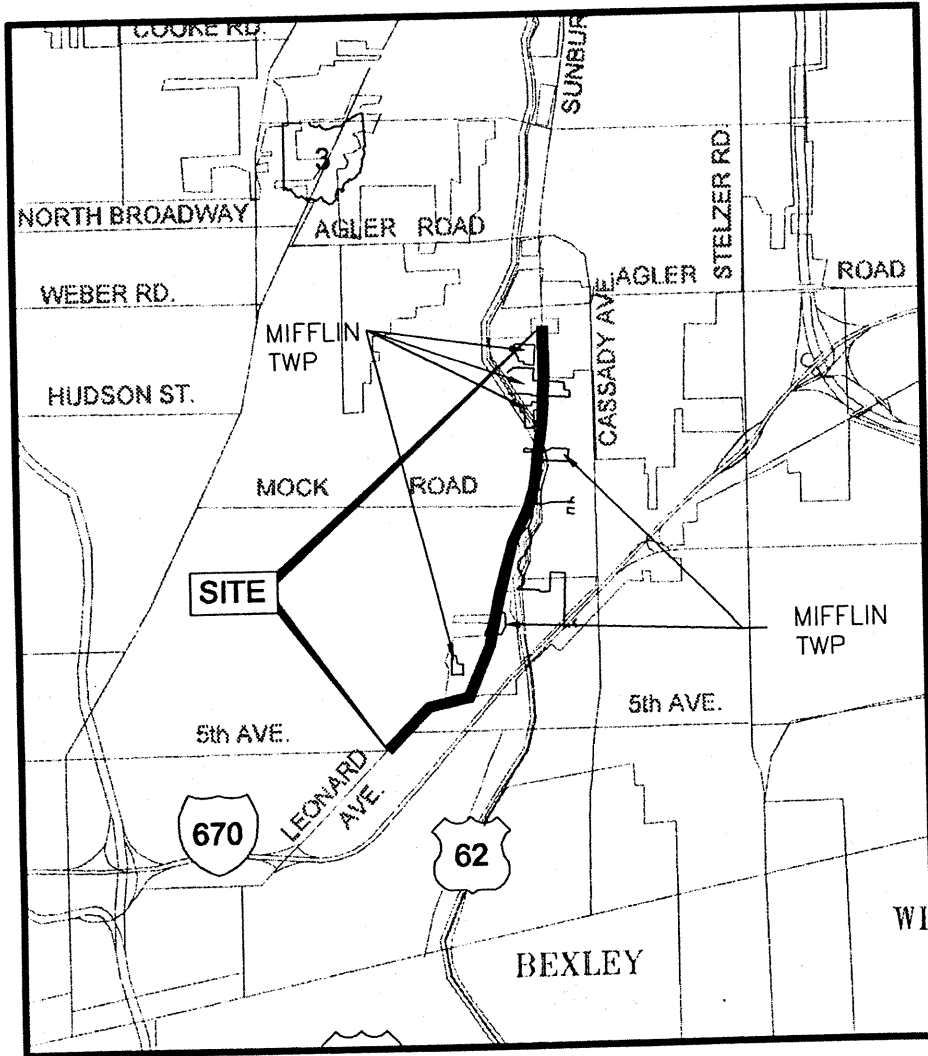 COOKE RD.
SUNBUR
3
STELZER RD.
NORTH BROADWAY
AGLER ROAD
AGLER ROAD
WEBER RD.
CASSADY AVE.
MIFFLIN
TWP
HUDSON ST.
MOCK ROAD
SITE
MIFFLIN
TWP
5th AVE.
5th AVE.
LEONARD
AVE.
670
62
WI
BEXLEY